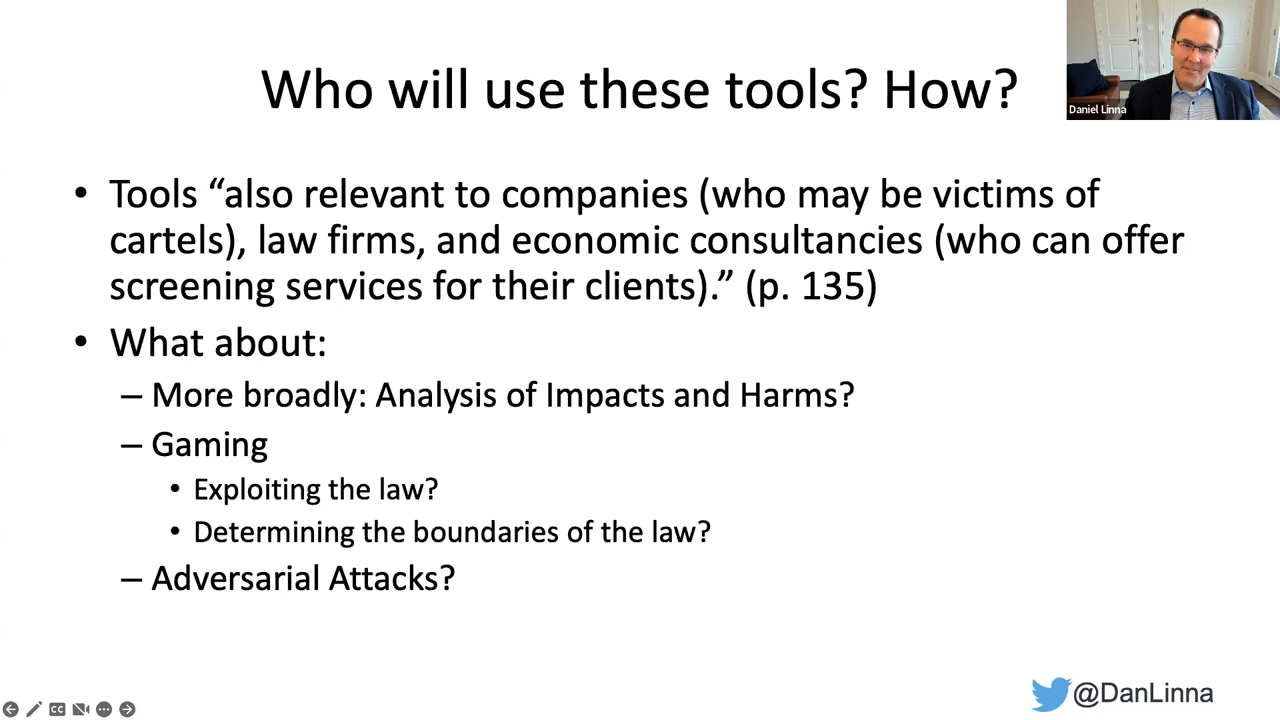 Who will use these tools? How?
Daniel Linna
• Tools “also relevant to companies (who may be victims of
cartels), law firms, and economic consultancies (who can offer
screening services for their clients).” (p. 135)
• What about:
– More broadly: Analysis of Impacts and Harms?
– Gaming
• Exploiting the law?
• Determining the boundaries of the law?
– Adversarial Attacks?
CC
@DanLinna